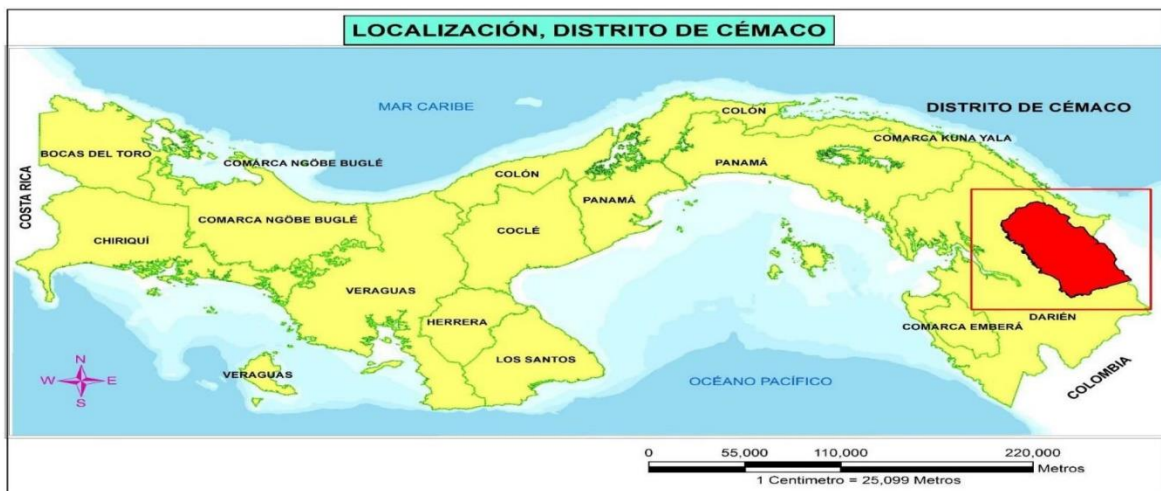 LOCALIZACIÓN, DISTRITO DE CÉMACO
MAR CARIBE
COLÓN
DISTRITO DE CÉMACO
COMARCA KUNA YALA
BOCAS DEL TORO
COMARCA NGÖBE BUGLÉ
PANAMÁ
COLÓN
COSTA RICA
COMARCA NGÖBE BUGLÉ
PANAMÁ
CHIRIQUÍ
COCLÉ
VERAGUAS
HERRERA
DARIÉN
COMARCA EMBERÁ
LOS SANTOS
VERAGUAS
OCÉANO PACÍFICO
COLOMBIA
N
W E
S
0 55,000 110,000 220,000
Metros
1 Centimetro = 25,099 Metros